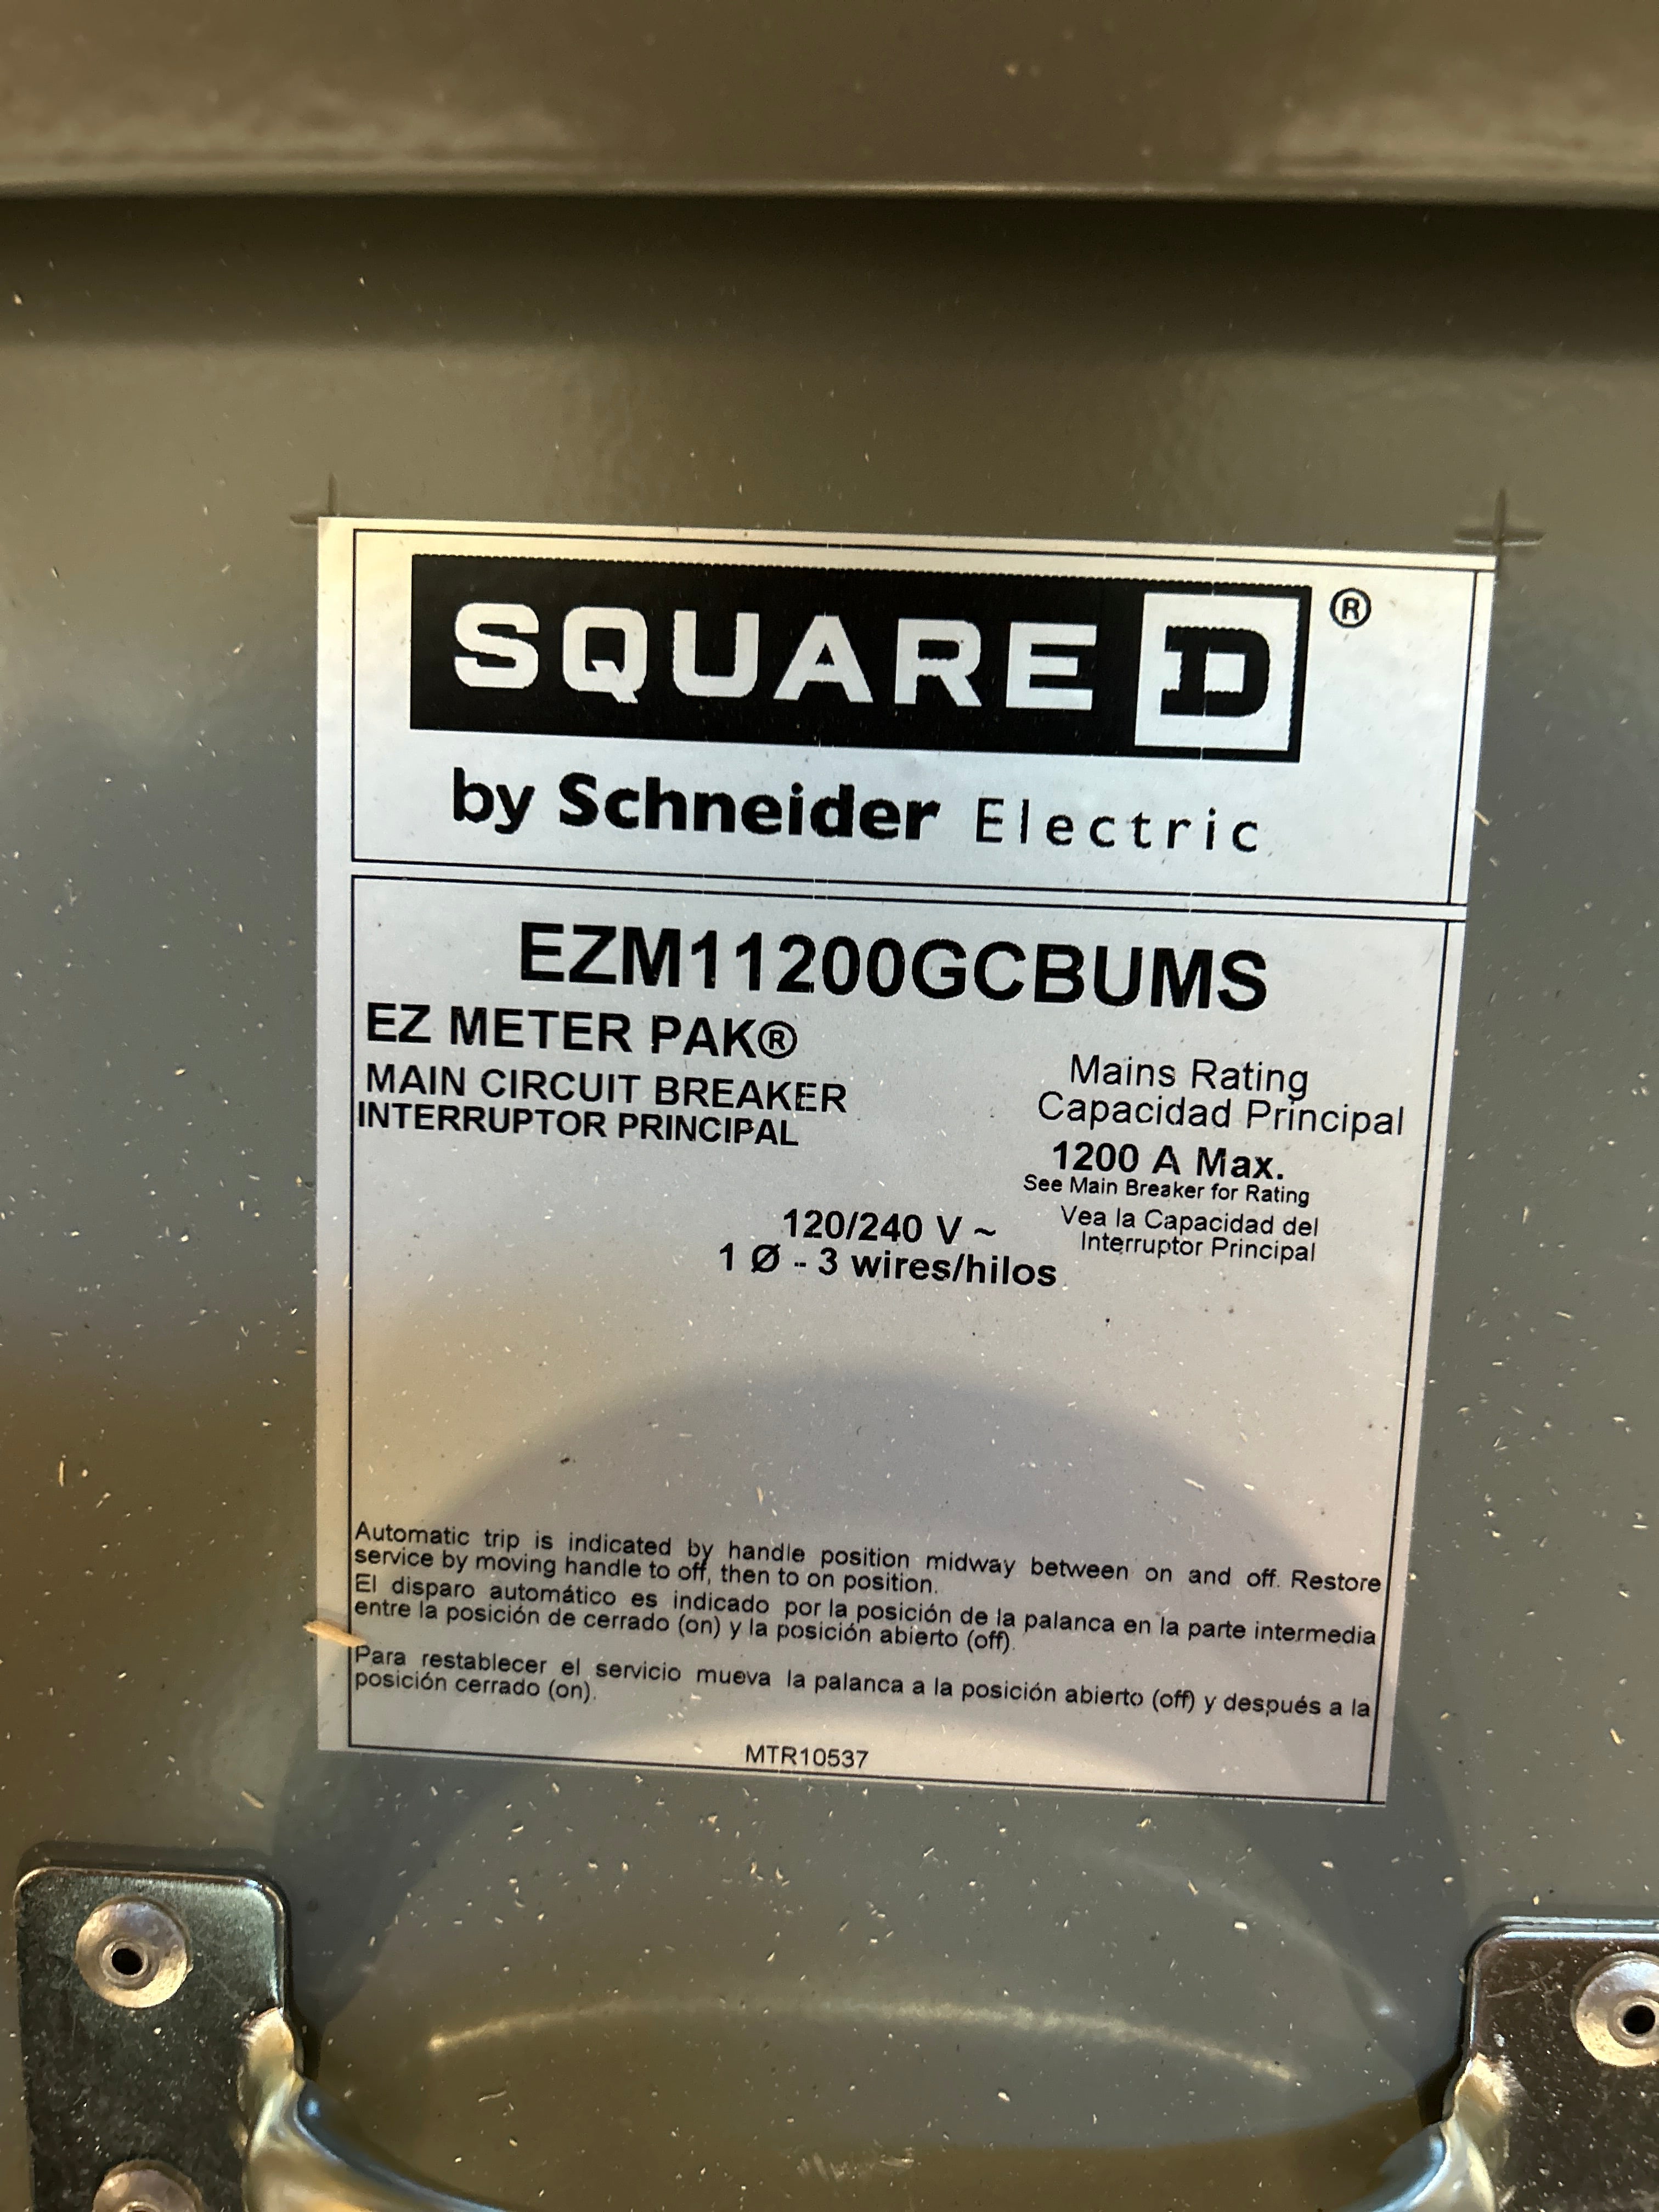 SQUARE D ®
by Schneider Electric
EZM11200GCBUMS
EZ METER PAK®
MAIN CIRCUIT BREAKER
INTERRUPTOR PRINCIPAL
Mains Rating
Capacidad Principal
1200 A Max.
See Main Breaker for Rating
Vea la Capacidad del
Interruptor Principal
120/240 V ~
1 Ø - 3 wires/hilos
Automatic trip is indicated by handle position midway between on and off. Restore
service by moving handle to off, then to on position.
El disparo automático es indicado por la posición de la palanca en la parte intermedia
entre la posición de cerrado (on) y la posición abierto (off).
Para restablecer el servicio mueva la palanca a la posición abierto (off) y después a la
posición cerrado (on).
MTR10537